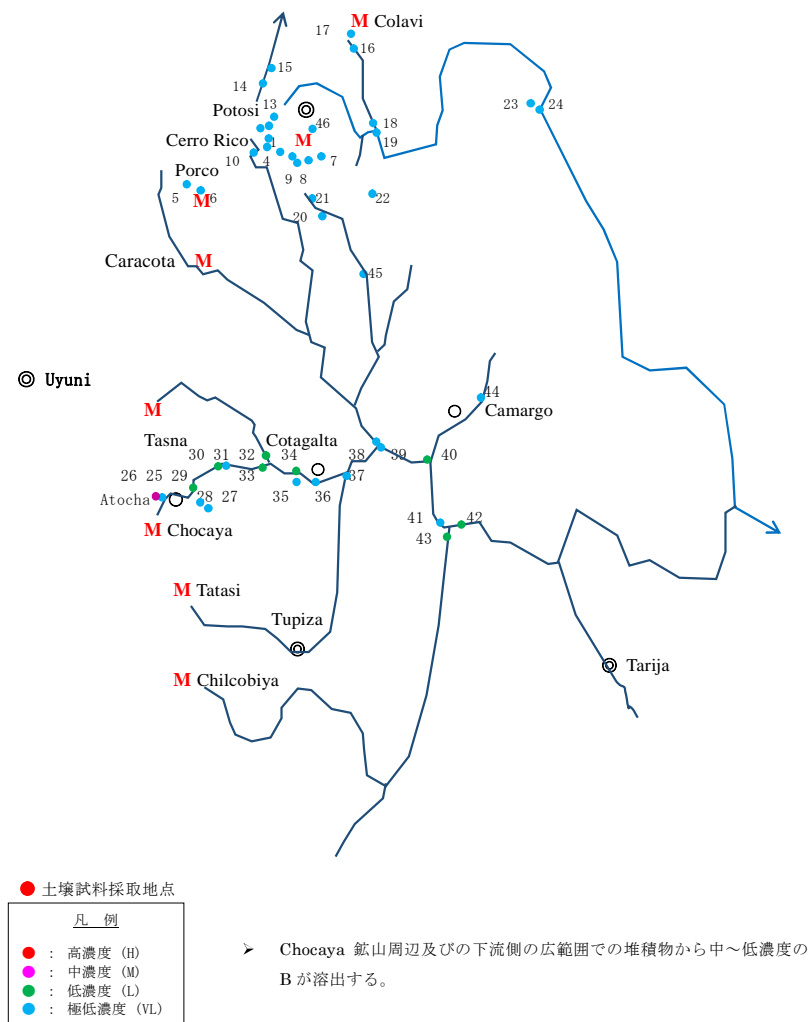 17
M Colavi
16
15
14
Potosi
13
23
24
46
18
Cerro Rico
1
M
19
10
4
7
Porco
9
8
5
6
M
21
22
20
Caracota
M
45
Uyuni
M
44
Camargo
Tasna
Cotagalta
30
31
32
34
38
39
40
26
25
29
33
37
Atocha
28
27
35
36
41
42
M Chocaya
43
M Tatasi
Tupiza
M Chilcobiya
Tarija
土壌試料採取地点
凡 例
： 高濃度 (H)
： 中濃度 (M)
： 低濃度 (L)
： 極低濃度 (VL)
➢ Chocaya 鉱山周辺及びの下流側の広範囲での堆積物から中～低濃度の
B が溶出する。